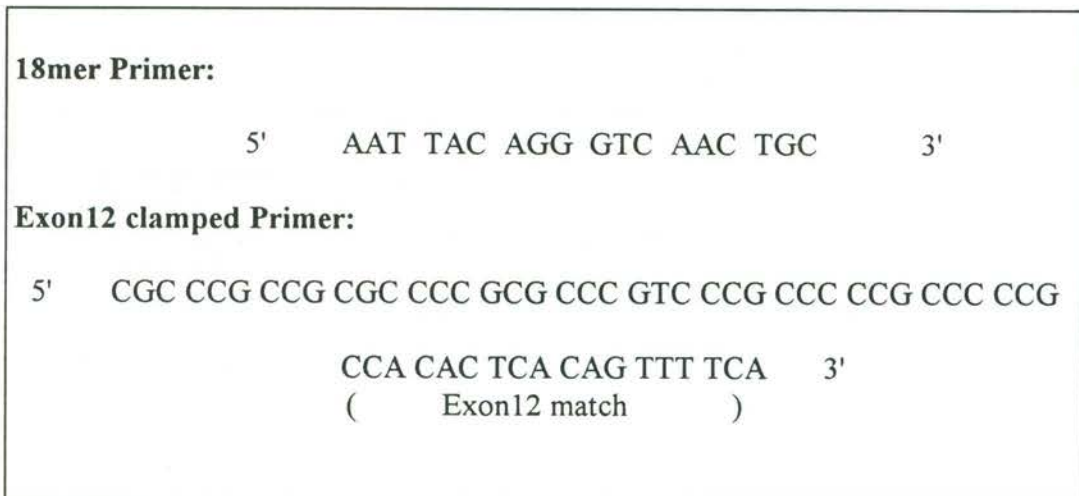 18mer Primer:
5' AAT TAC AGG GTC AAC TGC 3'
Exon12 clamped Primer:
5' CGC CCG CCG CGC CCC GCG CCC GTC CCG CCC CCG CCC CCG
CCA CAC TCA CAG TTT TCA 3'
( Exon12 match )